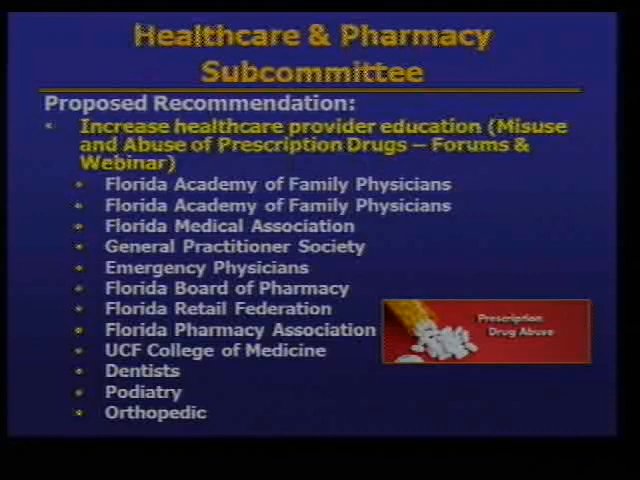 Healthcare & Pharmacy
Subcommittee
Proposed Recommendation:
Increase healthcare provider education (Misuse
and Abuse of Prescription Drugs – Forums &
Webinar)
Florida Academy of Family Physicians
Florida Academy of Family Physicians
Florida Medical Association
General Practitioner Society
Emergency Physicians
Florida Board of Pharmacy
Florida Retail Federation
Florida Pharmacy Association
UCF College of Medicine
Dentists
Podiatry
Orthopedic
Prescription
Drug Abuse